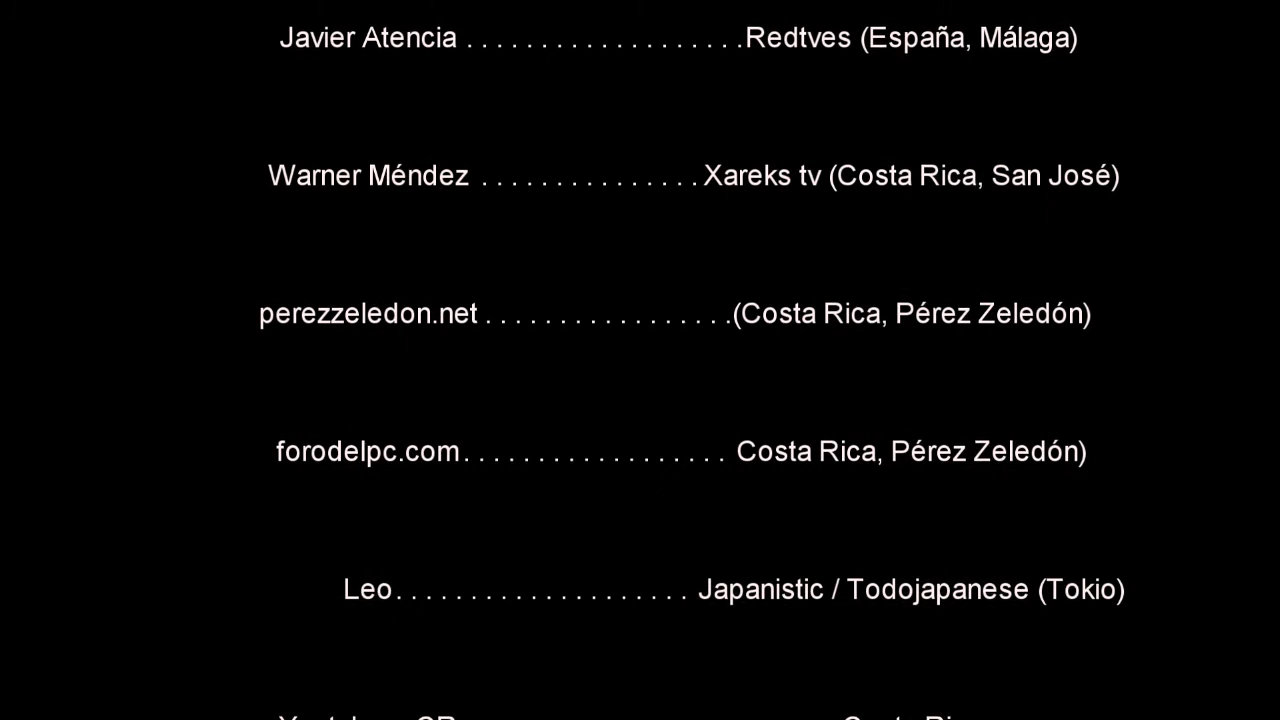 Javier Atencia . . . . . . . . . . . . . . . . . . .Redtves (España, Málaga)
Warner Méndez . . . . . . . . . . . . . . .Xareks tv (Costa Rica, San José)
perezzeledon.net . . . . . . . . . . . . . . . . .(Costa Rica, Pérez Zeledón)
forodelpc.com. . . . . . . . . . . . . . . . . . Costa Rica, Pérez Zeledón)
Leo. . . . . . . . . . . . . . . . . . . . Japanistic / Todojapanese (Tokio)